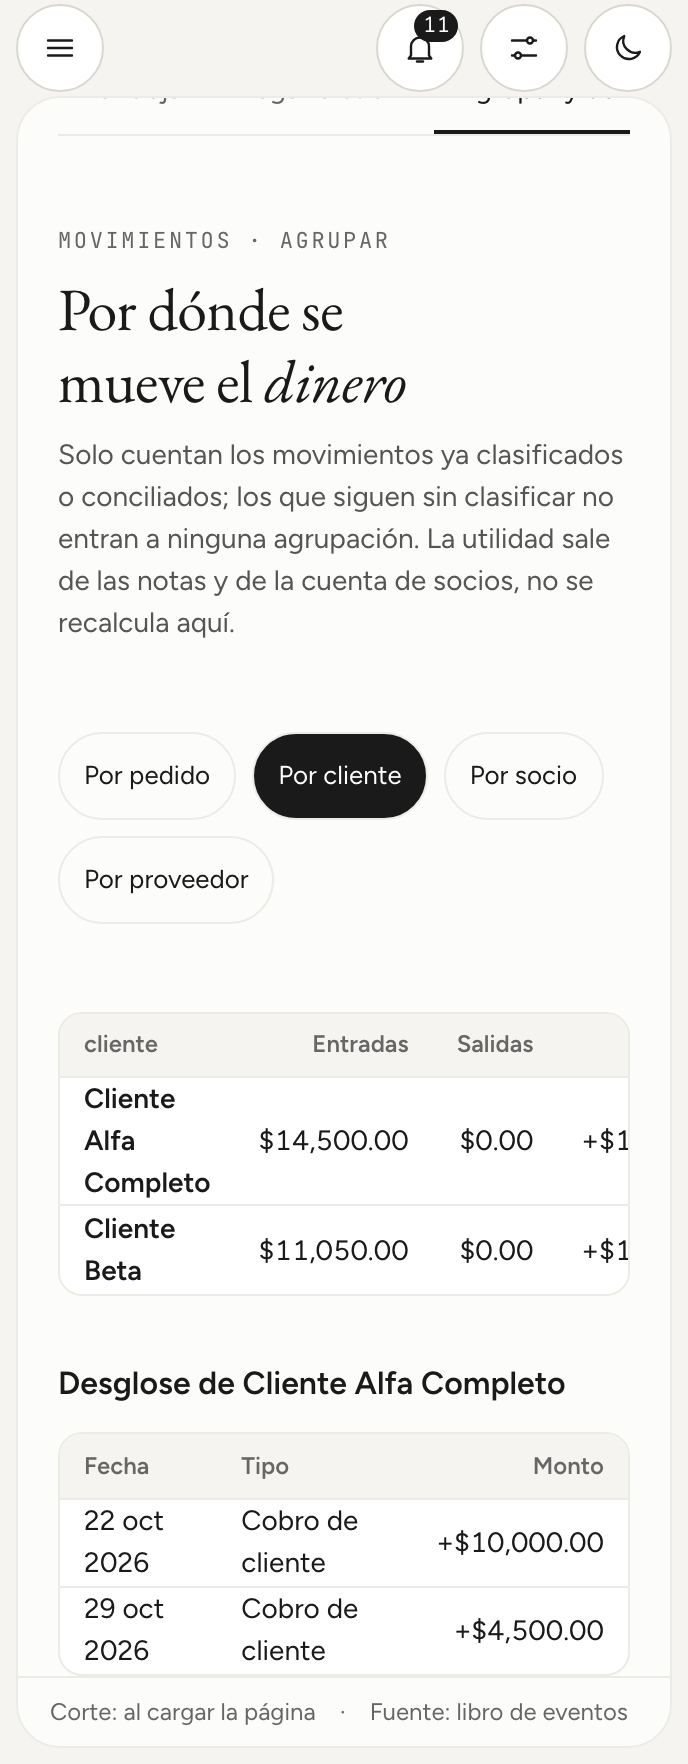 11
MOVIMIENTOS · AGRUPAR
Por dónde se
mueve el dinero
Solo cuentan los movimientos ya clasificados
o conciliados; los que siguen sin clasificar no
entran a ninguna agrupación. La utilidad sale
de las notas y de la cuenta de socios, no se
recalcula aquí.
Por pedido Por cliente Por socio
Por proveedor
cliente Entradas Salidas
Cliente
Alfa
Completo $14,500.00 $0.00 +$1
Cliente
Beta $11,050.00 $0.00 +$1
Desglose de Cliente Alfa Completo
Fecha Tipo Monto
22 oct
2026 Cobro de
cliente +$10,000.00
29 oct
2026 Cobro de
cliente +$4,500.00
Corte: al cargar la página · Fuente: libro de eventos